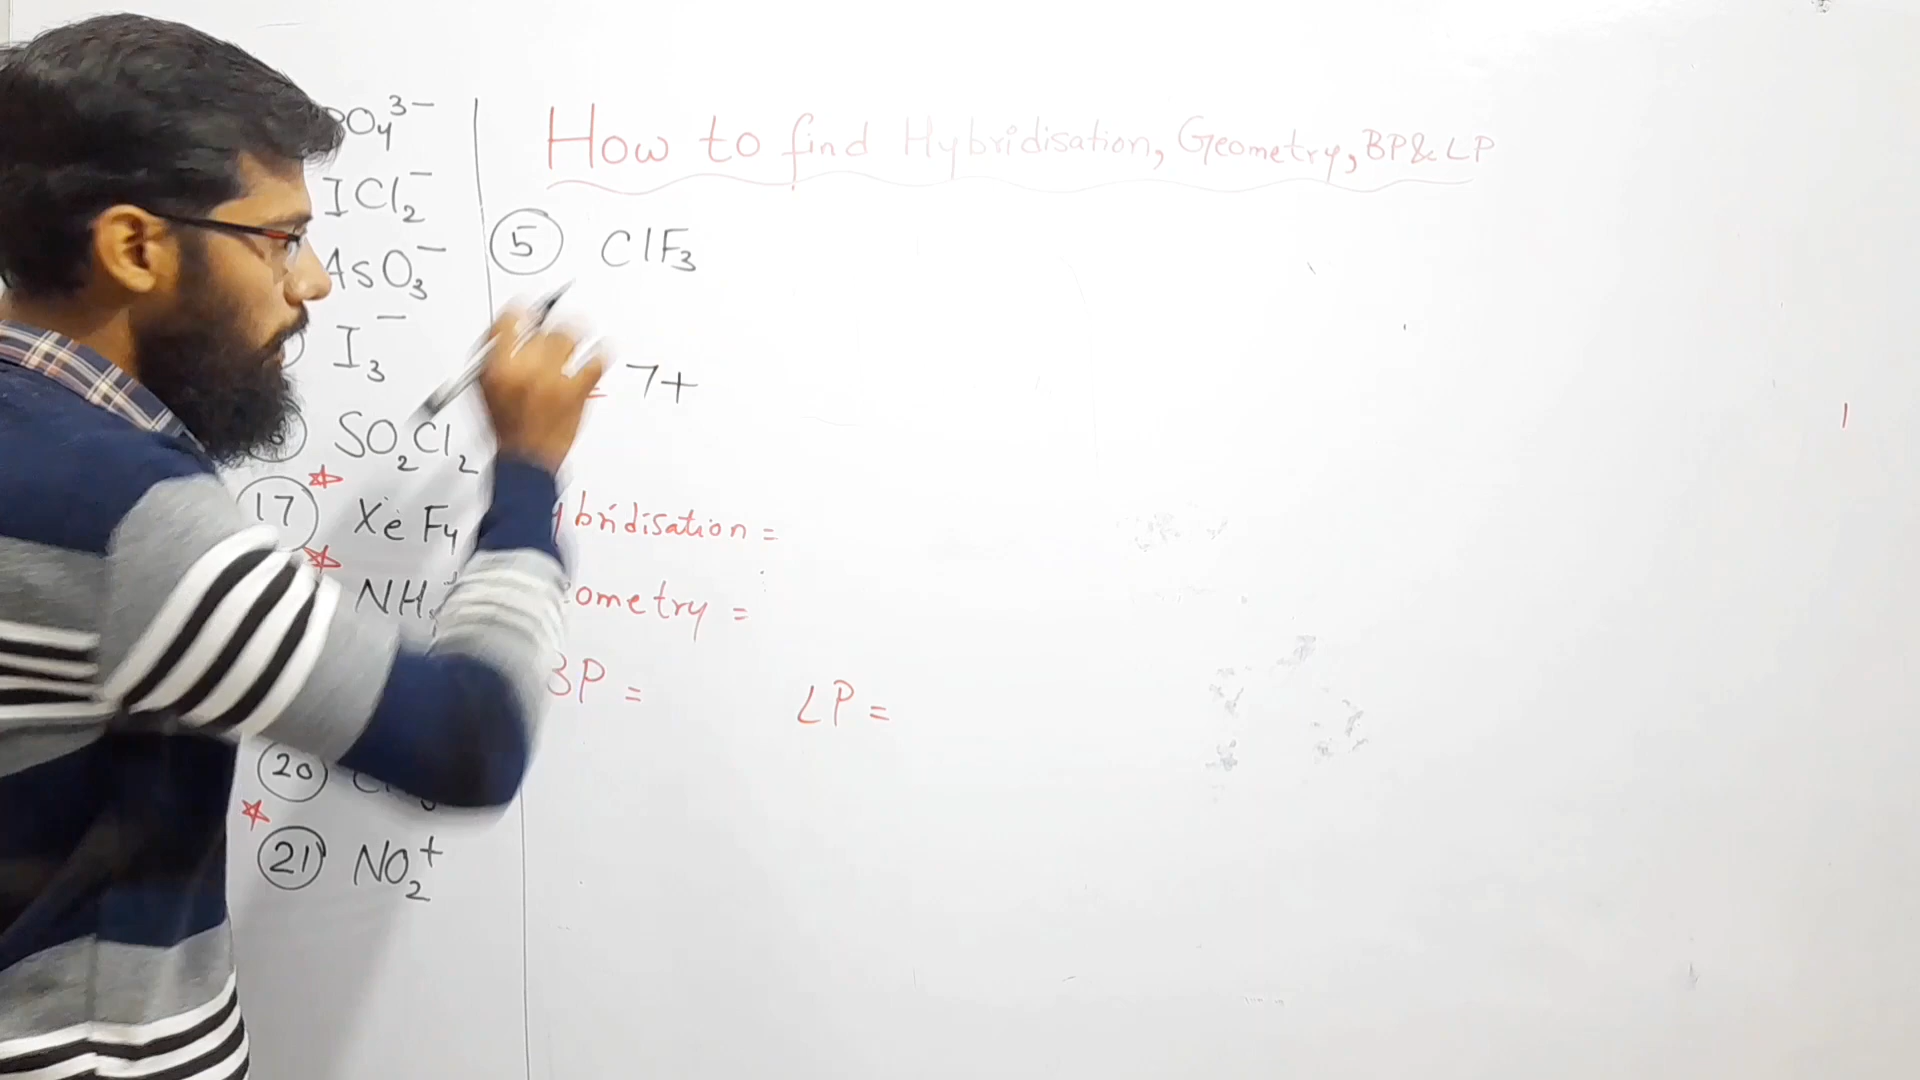 How to find Hybridisation, Geometry, BP & LP
PO₄³⁻
ICl₂⁻
AsO₃⁻
I₃⁻
SO₂Cl₂
17 XeF₄
NH
20
21 NO₂⁺
5 ClF₃
= 7+
bridisation =
ometry =
BP = LP =